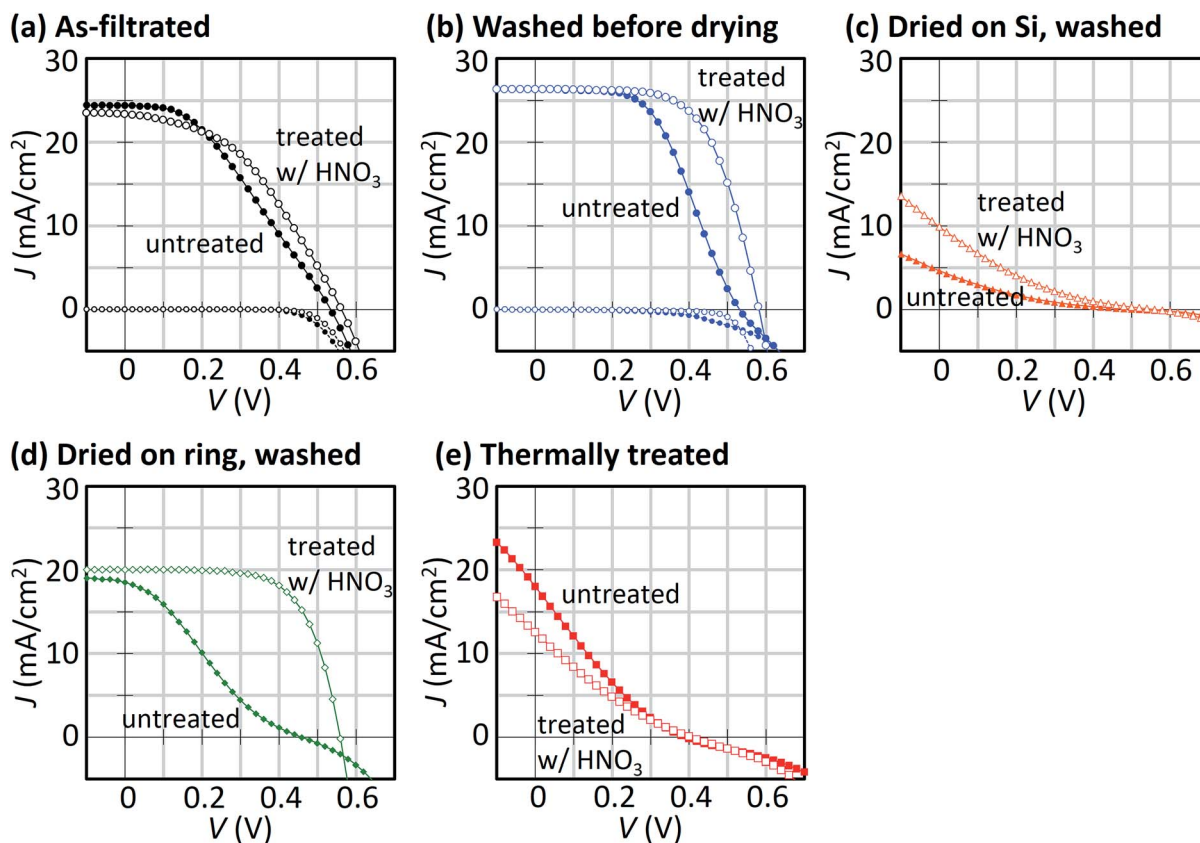 (a) As-filtrated
30
20
10
0
J (mA/cm²)
treated
w/ HNO₃
untreated
0 0.2 0.4 0.6
V (V)
(b) Washed before drying
30
20
10
0
J (mA/cm²)
treated
w/ HNO₃
untreated
0 0.2 0.4 0.6
V (V)
(c) Dried on Si, washed
30
20
10
0
J (mA/cm²)
treated
w/ HNO₃
untreated
0 0.2 0.4 0.6
V (V)
(d) Dried on ring, washed
30
20
10
0
J (mA/cm²)
treated
w/ HNO₃
untreated
0 0.2 0.4 0.6
V (V)
(e) Thermally treated
30
20
10
0
J (mA/cm²)
untreated
treated
w/ HNO₃
0 0.2 0.4 0.6
V (V)